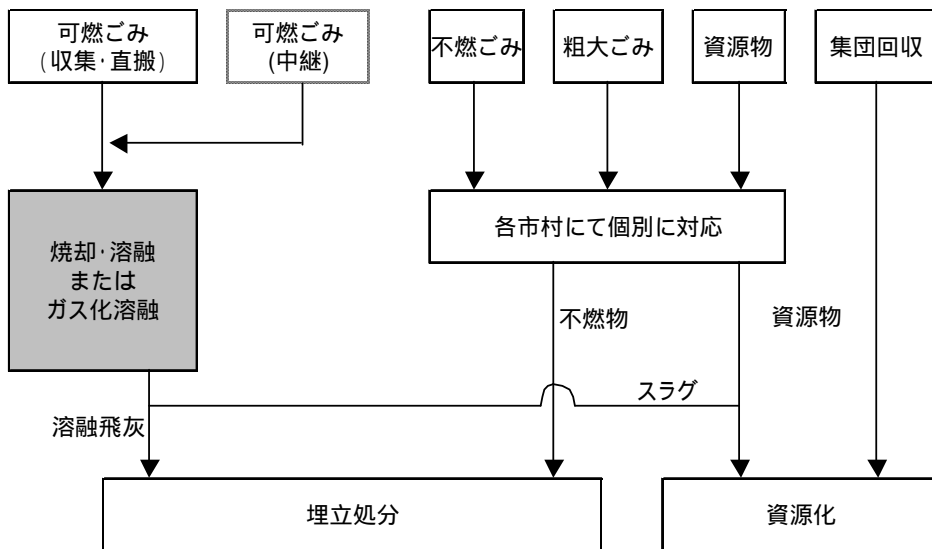 可燃ごみ
(収集・直搬)
可燃ごみ
(中継)
不燃ごみ
粗大ごみ
資源物
集団回収
焼却・溶融
または
ガス化溶融
各市村にて個別に対応
不燃物
資源物
スラグ
溶融飛灰
埋立処分
資源化